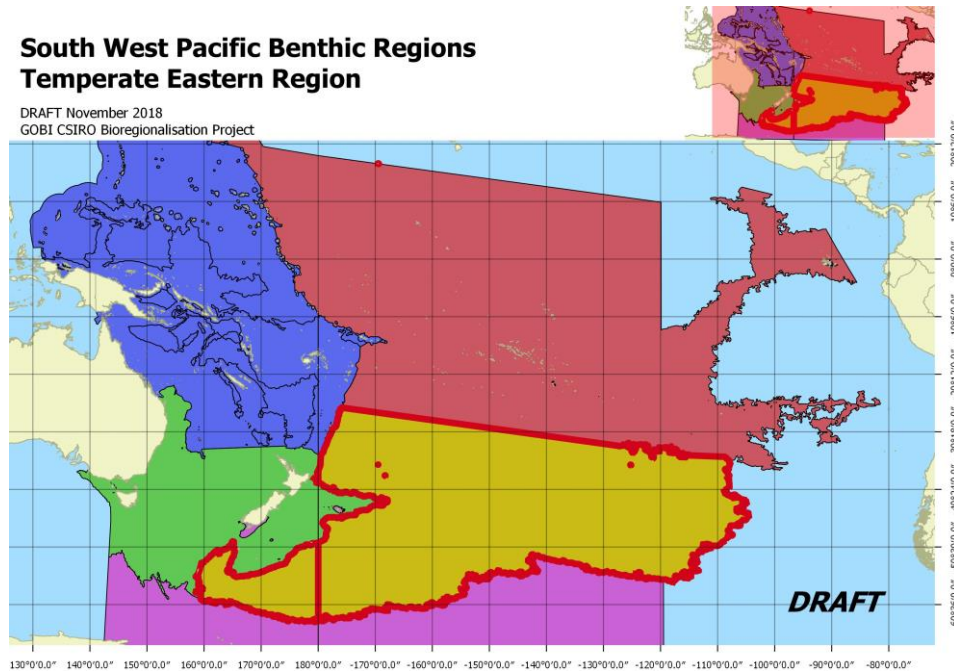 South West Pacific Benthic Regions
Temperate Eastern Region
DRAFT November 2018
GOBI CSIRO Bioregionalisation Project
DRAFT
130°0'0.0" 140°0'0.0" 150°0'0.0" 160°0'0.0" 170°0'0.0" 180°0'0.0" -170°0'0.0" -160°0'0.0" -150°0'0.0" -140°0'0.0" -130°0'0.0" -120°0'0.0" -110°0'0.0" -100°0'0.0" -90°0'0.0" -80°0'0.0"